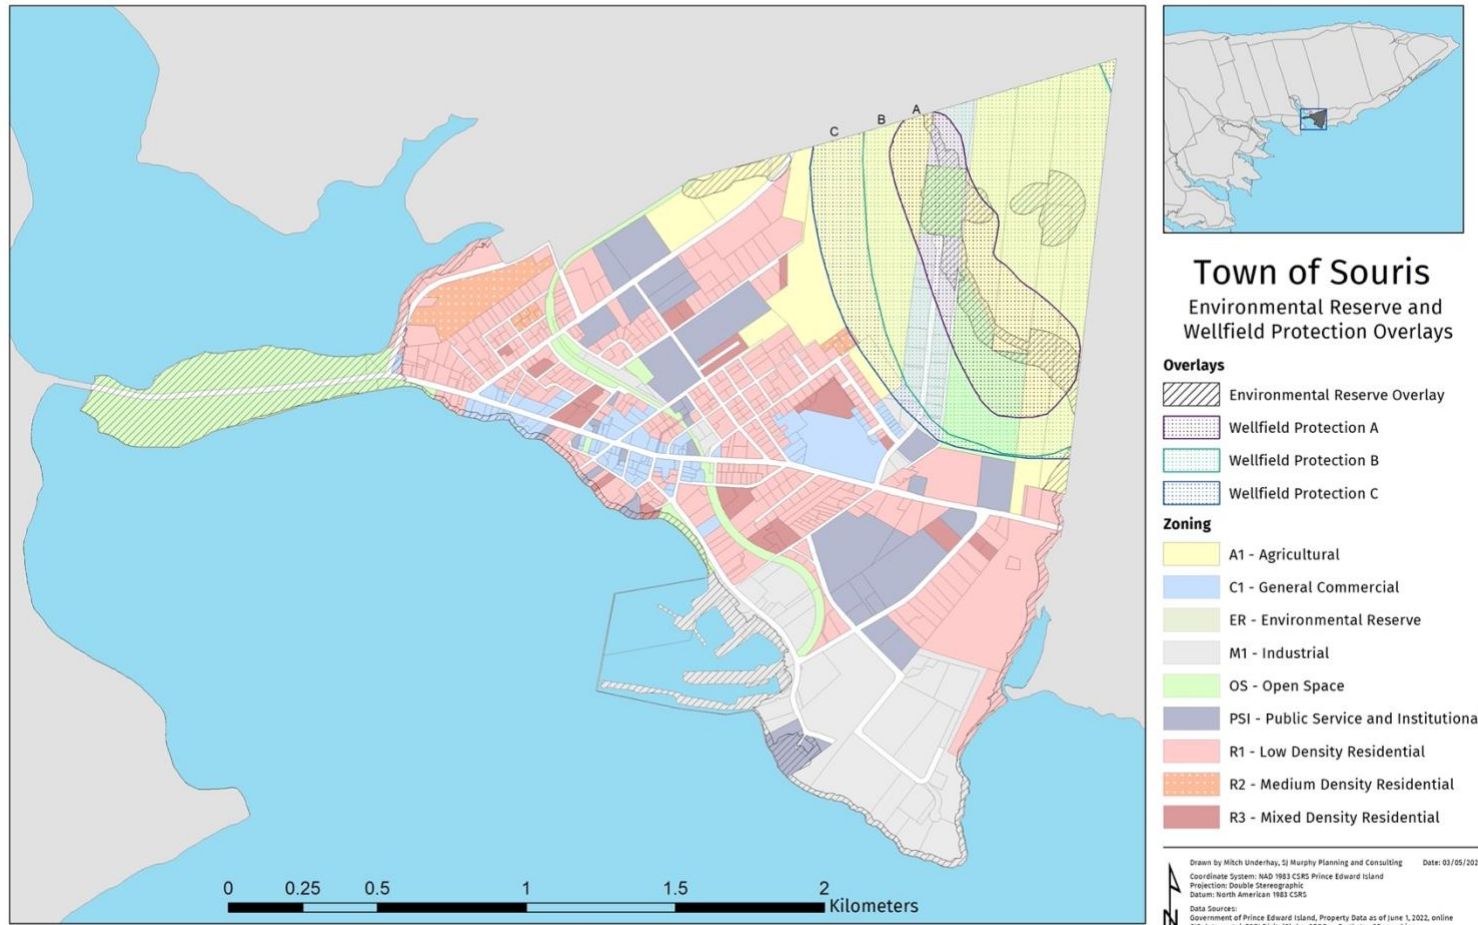 C
B
A
Town of Souris
Environmental Reserve and
Wellfield Protection Overlays
Overlays
Environmental Reserve Overlay
Wellfield Protection A
Wellfield Protection B
Wellfield Protection C
Zoning
A1 - Agricultural
C1 - General Commercial
ER - Environmental Reserve
M1 - Industrial
OS - Open Space
PSI - Public Service and Institutiona
R1 - Low Density Residential
R2 - Medium Density Residential
R3 - Mixed Density Residential
Drawn by Mitch Underhay, SJ Murphy Planning and Consulting Date: 03/05/202
Coordinate System: NAD 1983 CSRS Prince Edward Island
Projection: Double Stereographic
Datum: North American 1983 CSRS
N
Data Sources:
Government of Prince Edward Island, Property Data as of June 1, 2022, online
0 0.25 0.5 1 1.5 2
Kilometers